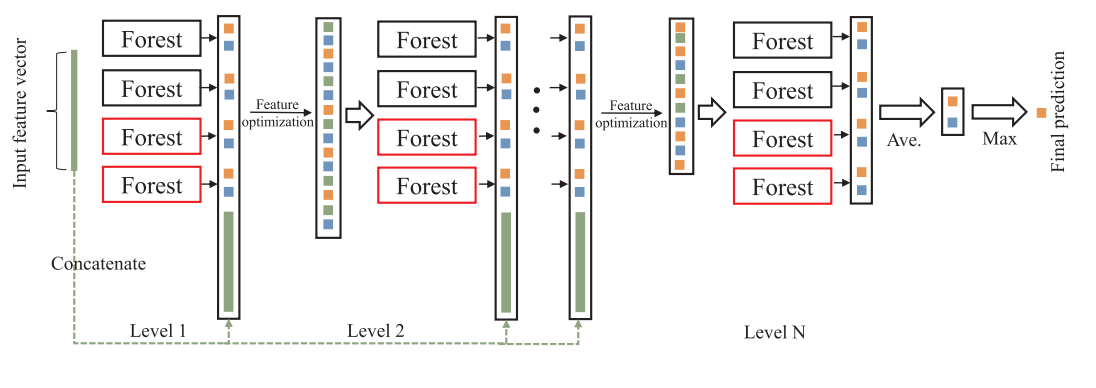 Input feature vector
Forest
Forest
Forest
Forest
Concatenate
Level 1
Feature
optimization
Forest
Forest
Forest
Forest
Level 2
Feature
optimization
Forest
Forest
Forest
Forest
Level N
Ave.
Max
Final prediction